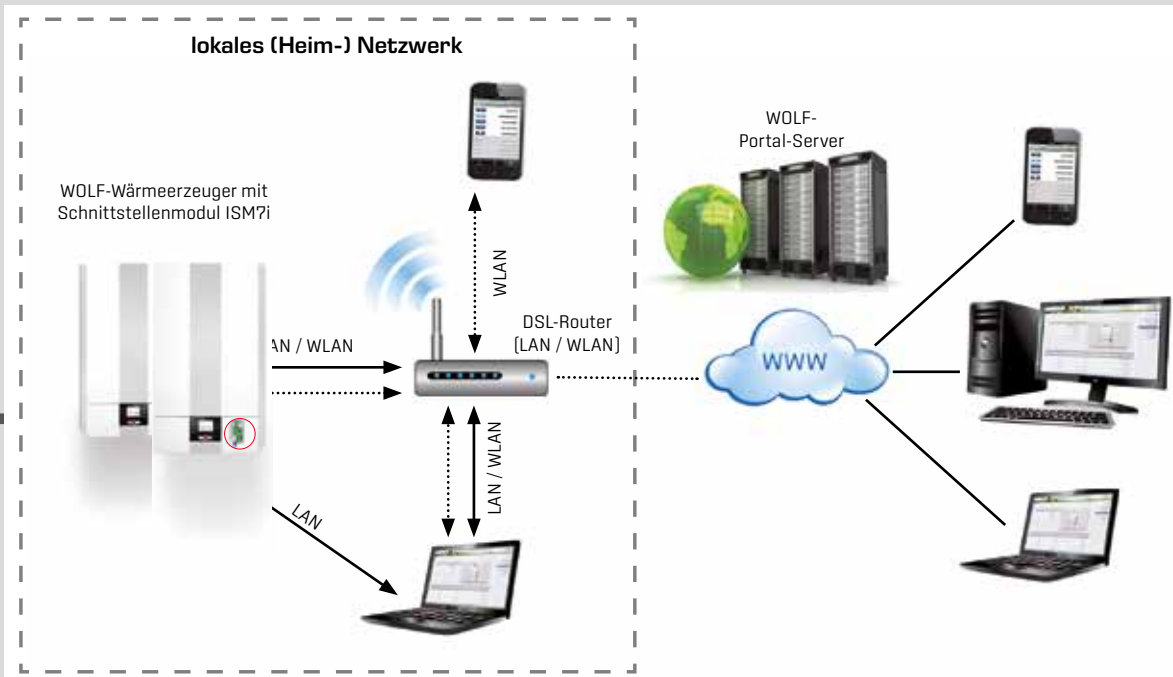 lokales (Heim-) Netzwerk
WOLF-
Portal-Server
WOLF-Wärmeerzeuger mit
Schnittstellenmodul ISM7i
WLAN
DSL-Router
(LAN / WLAN)
AN / WLAN
WWW
LAN / WLAN
LAN